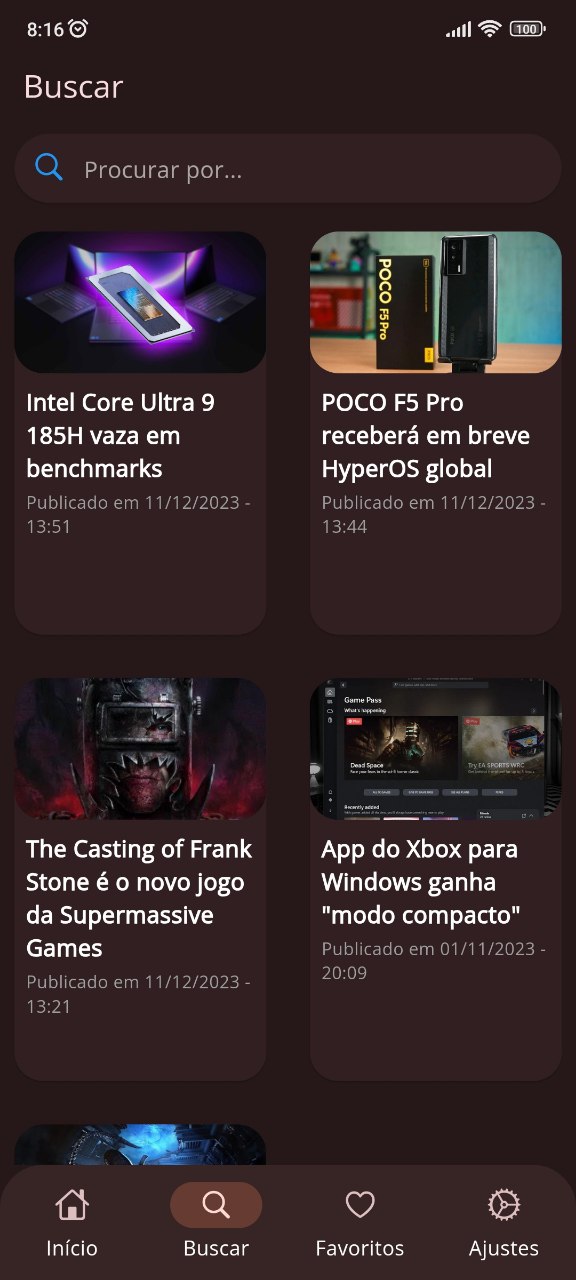 8:16
100
Buscar
Procurar por...
POCO F5 Pro
Intel Core Ultra 9
185H vaza em
benchmarks
Publicado em 11/12/2023 -
13:51
POCO F5 Pro
receberá em breve
HyperOS global
Publicado em 11/12/2023 -
13:44
Game Pass
What's happening
Dead Space
Try EA SPORTS WRC
Recently added
The Casting of Frank
Stone é o novo jogo
da Supermassive
Games
Publicado em 11/12/2023 -
13:21
App do Xbox para
Windows ganha
"modo compacto"
Publicado em 01/11/2023 -
20:09
Início
Buscar
Favoritos
Ajustes